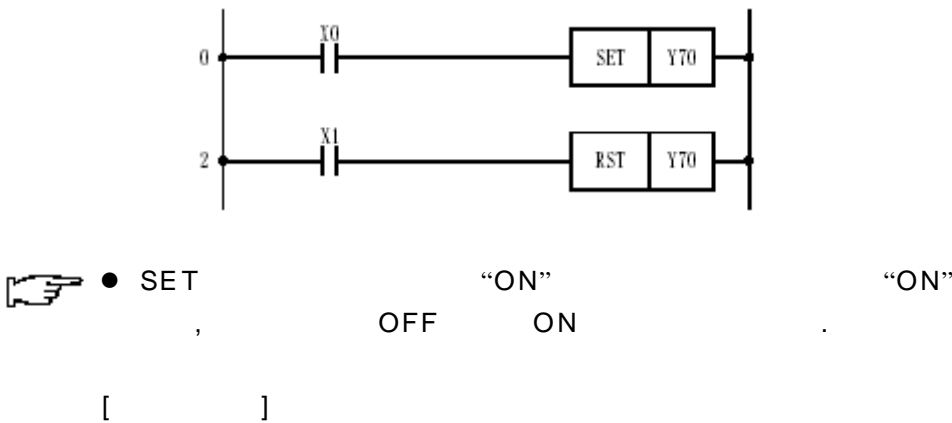 X0
0 SET Y70
X1
2 RST Y70
● SET “ON” “ON”
, OFF ON .
[ ]